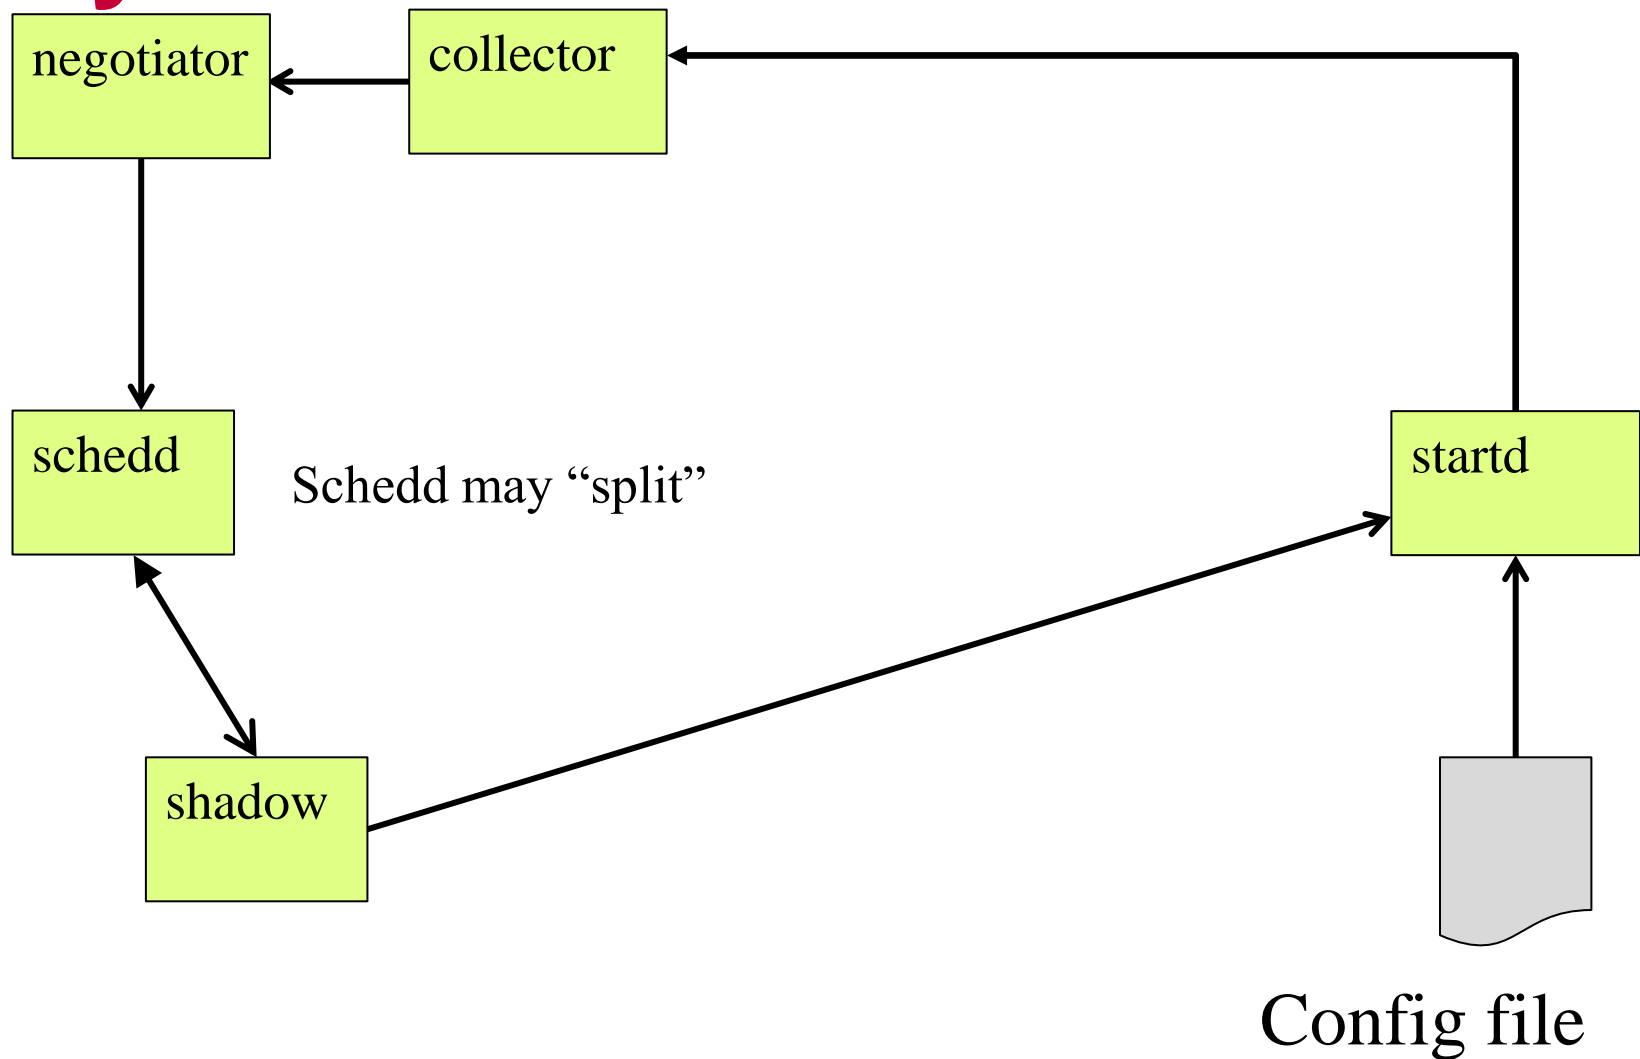 negotiator
collector
schedd
Schedd may “split”
startd
shadow
Config file